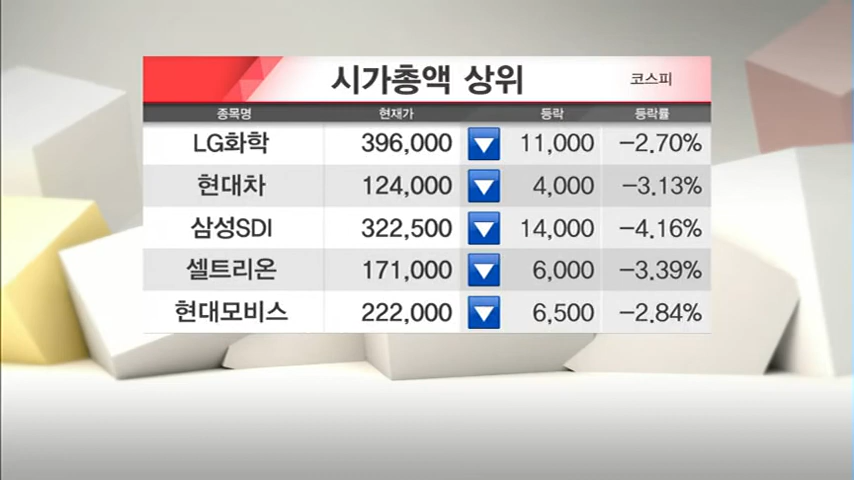 시가총액 상위 코스피
종목명 현재가 등락 등락률
LG화학 396,000 ▼ 11,000 -2.70%
현대차 124,000 ▼ 4,000 -3.13%
삼성SDI 322,500 ▼ 14,000 -4.16%
셀트리온 171,000 ▼ 6,000 -3.39%
현대모비스 222,000 ▼ 6,500 -2.84%